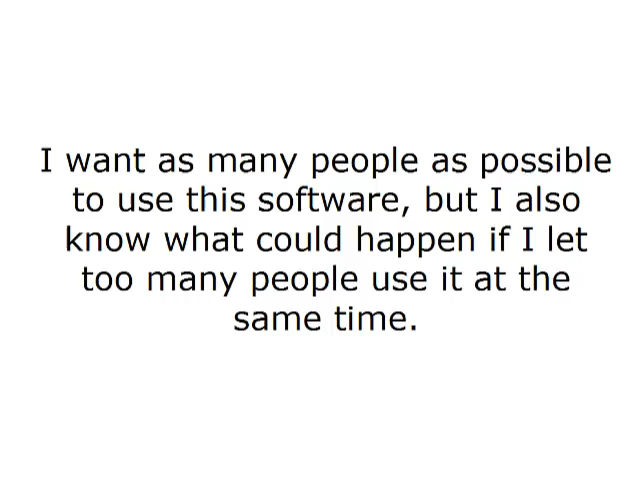 I want as many people as possible
to use this software, but I also
know what could happen if I let
too many people use it at the
same time.